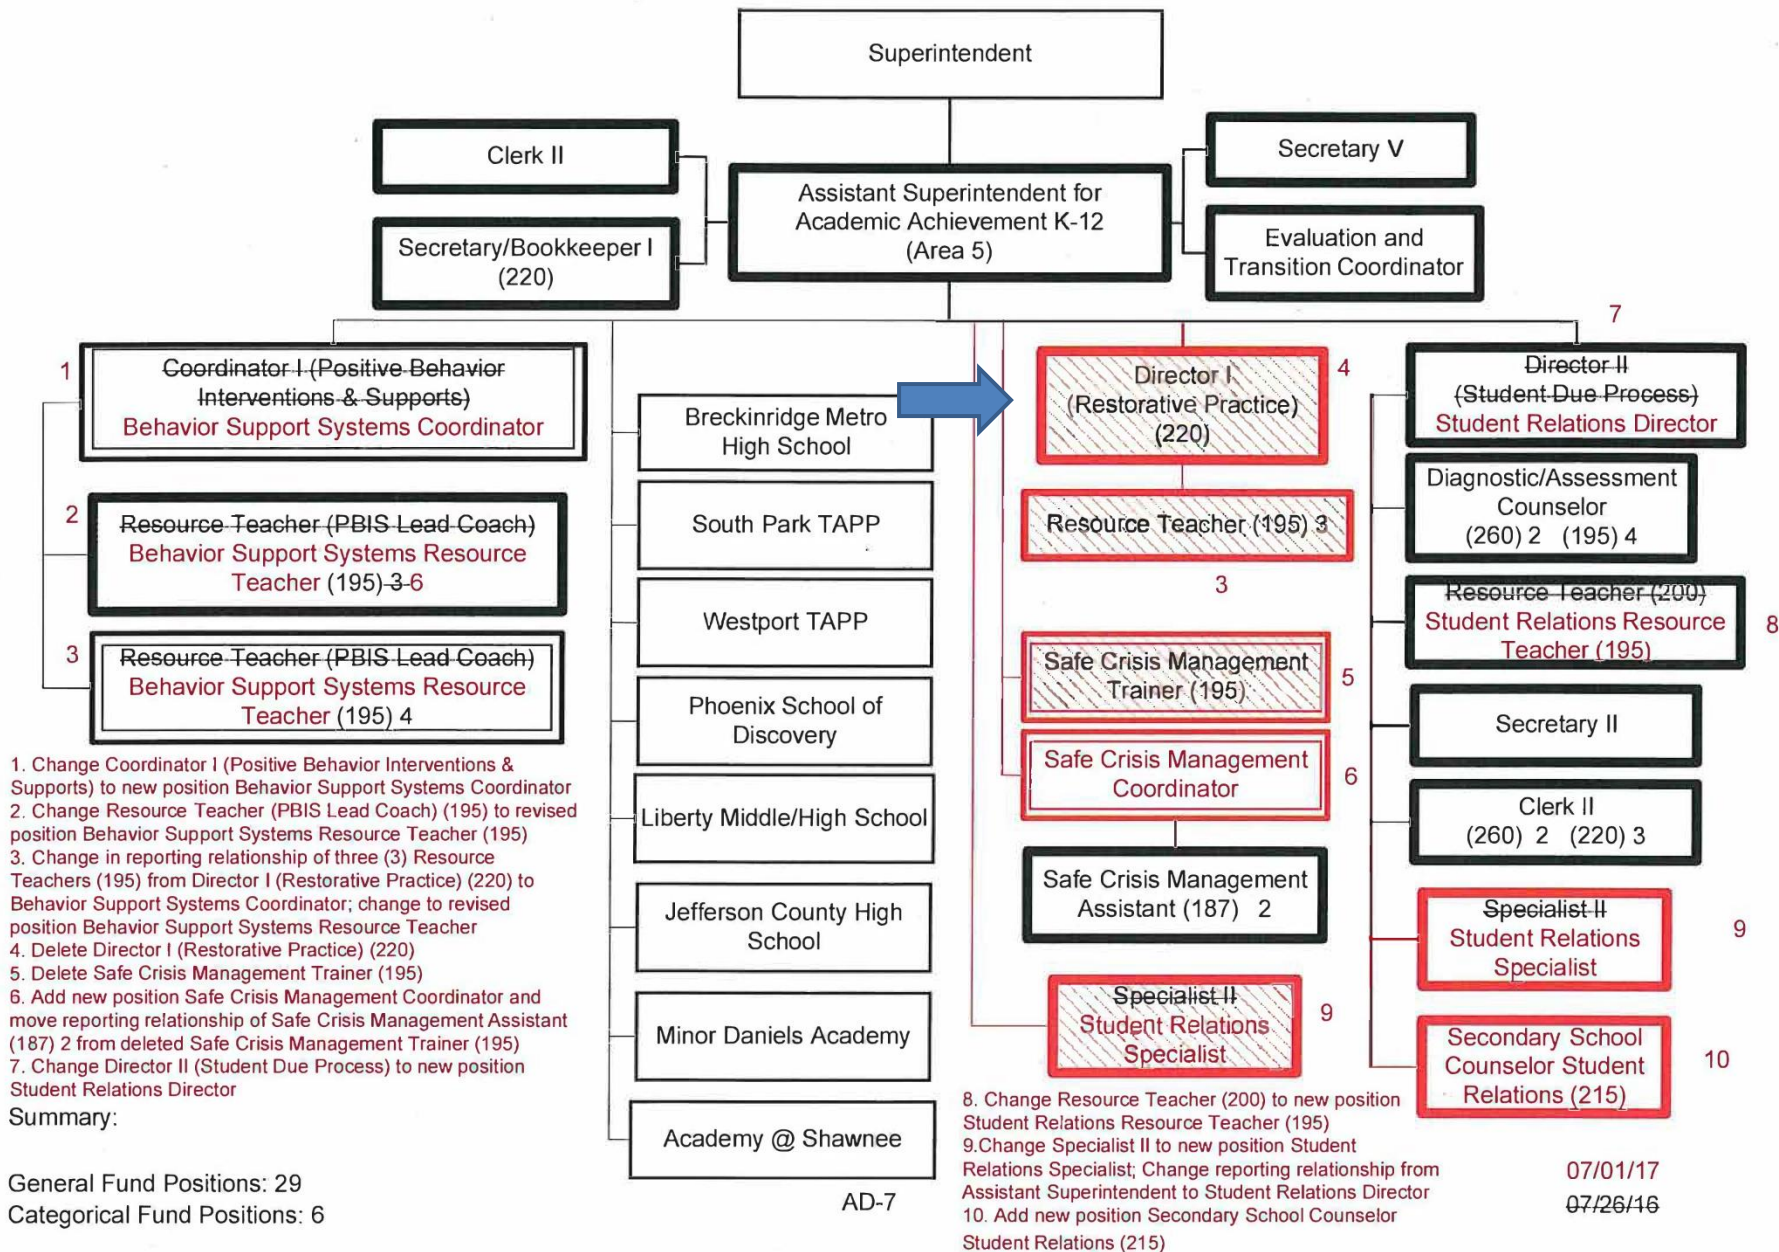 Superintendent
Clerk II
Secretary/Bookkeeper I
(220)
Assistant Superintendent for
Academic Achievement K-12
(Area 5)
Secretary V
Evaluation and
Transition Coordinator
1
Coordinator I (Positive Behavior
Interventions & Supports)
Behavior Support Systems Coordinator
2
Resource Teacher (PBIS Lead Coach)
Behavior Support Systems Resource
Teacher (195) 3 6
3
Resource Teacher (PBIS Lead Coach)
Behavior Support Systems Resource
Teacher (195) 4
Breckinridge Metro
High School
South Park TAPP
Westport TAPP
Phoenix School of
Discovery
Liberty Middle/High School
Jefferson County High
School
Minor Daniels Academy
Academy @ Shawnee
4
Director I
(Restorative Practice)
(220)
Resource Teacher (195) 3
3
Safe Crisis Management
Trainer (195)
5
Safe Crisis Management
Coordinator
6
Safe Crisis Management
Assistant (187) 2
Specialist II
Student Relations
Specialist
9
7
Director II
(Student Due Process)
Student Relations Director
Diagnostic/Assessment
Counselor
(260) 2 (195) 4
Resource Teacher (200)
Student Relations Resource
Teacher (195)
8
Secretary II
Clerk II
(260) 2 (220) 3
Specialist II
Student Relations
Specialist
9
Secondary School
Counselor Student
Relations (215)
10
1. Change Coordinator I (Positive Behavior Interventions &
Supports) to new position Behavior Support Systems Coordinator
2. Change Resource Teacher (PBIS Lead Coach) (195) to revised
position Behavior Support Systems Resource Teacher (195)
3. Change in reporting relationship of three (3) Resource
Teachers (195) from Director I (Restorative Practice) (220) to
Behavior Support Systems Coordinator; change to revised
position Behavior Support Systems Resource Teacher
4. Delete Director I (Restorative Practice) (220)
5. Delete Safe Crisis Management Trainer (195)
6. Add new position Safe Crisis Management Coordinator and
move reporting relationship of Safe Crisis Management Assistant
(187) 2 from deleted Safe Crisis Management Trainer (195)
7. Change Director II (Student Due Process) to new position
Student Relations Director
Summary:
General Fund Positions: 29
Categorical Fund Positions: 6
AD-7
8. Change Resource Teacher (200) to new position
Student Relations Resource Teacher (195)
9.Change Specialist II to new position Student
Relations Specialist; Change reporting relationship from
Assistant Superintendent to Student Relations Director
10. Add new position Secondary School Counselor
Student Relations (215)
07/01/17
07/26/16